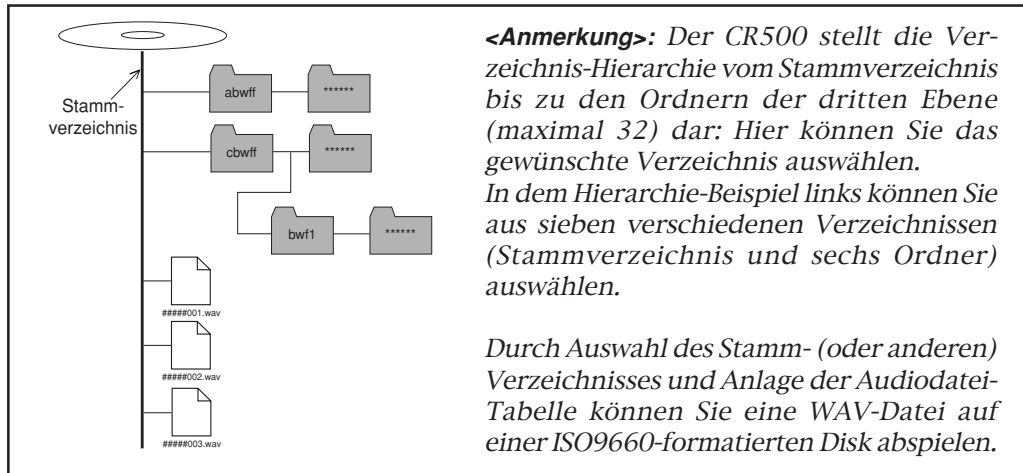 Stamm-
verzeichnis
abwff
******
cbwff
******
bwf1
******
#####001.wav
#####002.wav
#####003.wav
<Anmerkung>: Der CR500 stellt die Ver-
zeichnis-Hierarchie vom Stammverzeichnis
bis zu den Ordnern der dritten Ebene
(maximal 32) dar: Hier können Sie das
gewünschte Verzeichnis auswählen.
In dem Hierarchie-Beispiel links können Sie
aus sieben verschiedenen Verzeichnissen
(Stammverzeichnis und sechs Ordner)
auswählen.
Durch Auswahl des Stamm- (oder anderen)
Verzeichnisses und Anlage der Audiodatei-
Tabelle können Sie eine WAV-Datei auf
einer ISO9660-formatierten Disk abspielen.